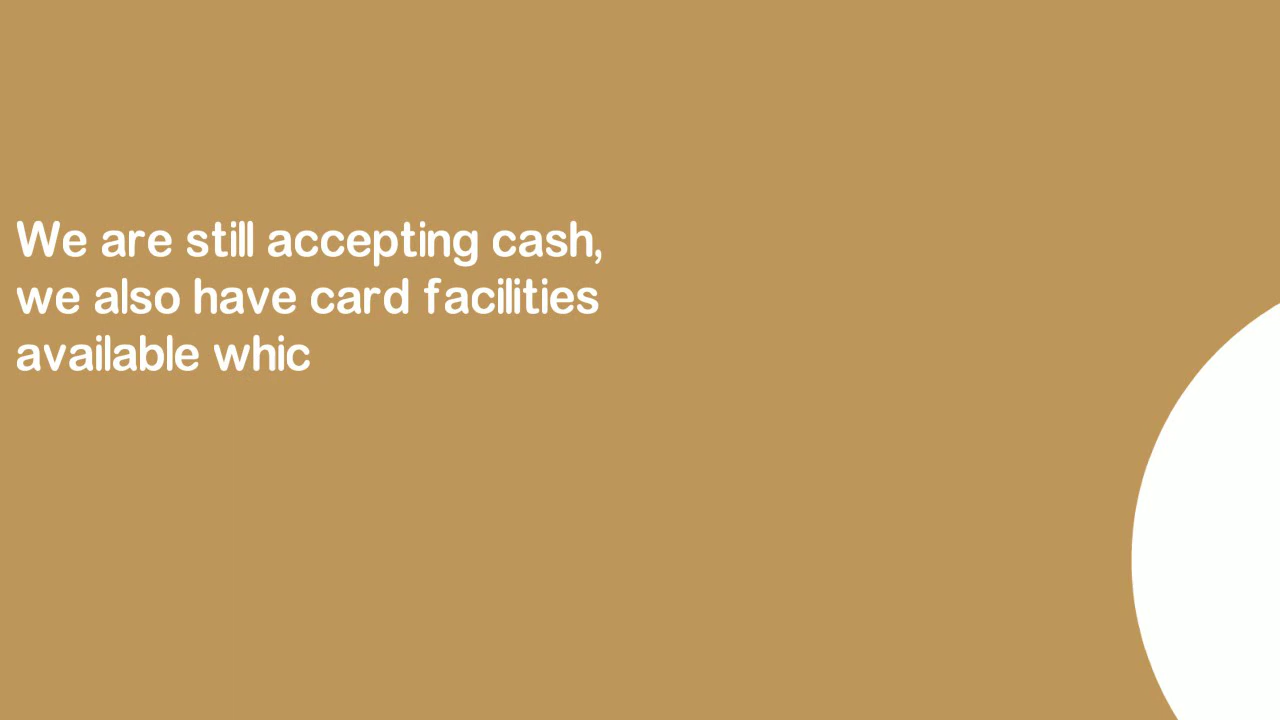 We are still accepting cash,
we also have card facilities
available whic